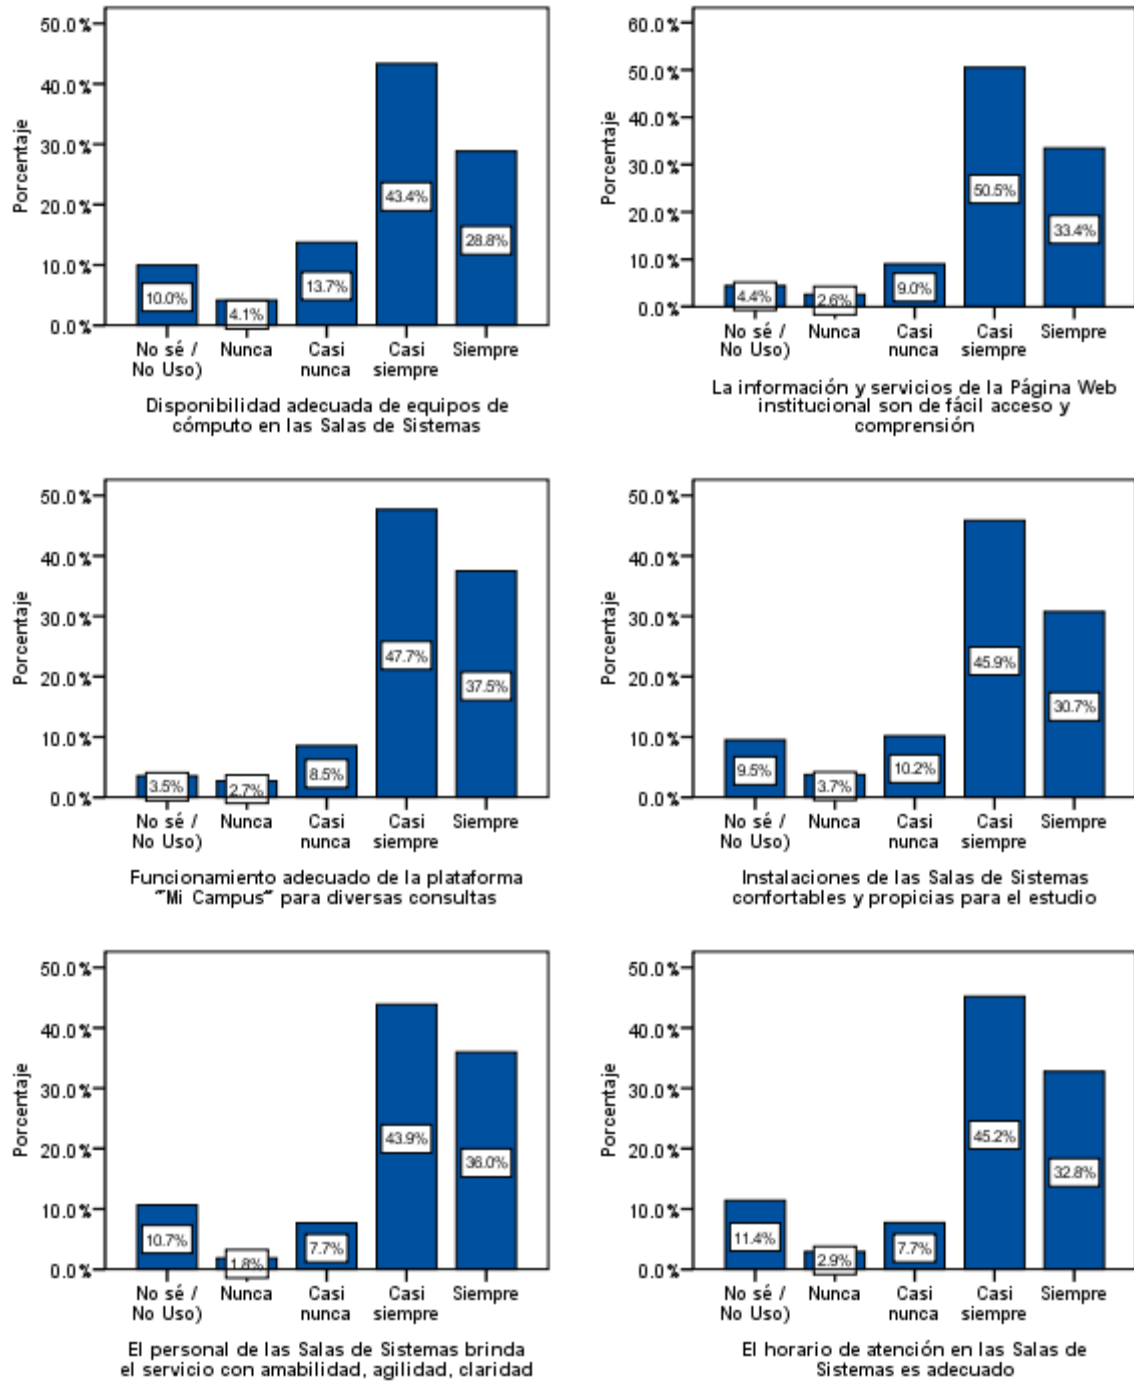 50.0%
40.0%
30.0%
20.0%
10.0%
0.0%
Porcentaje
10.0%
4.1%
13.7%
43.4%
28.8%
No sé /
No Uso)
Nunca
Casi
nunca
Casi
siempre
Siempre
Disponibilidad adecuada de equipos de
cómputo en las Salas de Sistemas
60.0%
50.0%
40.0%
30.0%
20.0%
10.0%
0.0%
Porcentaje
4.4%
2.6%
9.0%
50.5%
33.4%
No sé /
No Uso)
Nunca
Casi
nunca
Casi
siempre
Siempre
La información y servicios de la Página Web
institucional son de fácil acceso y
comprensión
50.0%
40.0%
30.0%
20.0%
10.0%
0.0%
Porcentaje
3.5%
2.7%
8.5%
47.7%
37.5%
No sé /
No Uso)
Nunca
Casi
nunca
Casi
siempre
Siempre
Funcionamiento adecuado de la plataforma
"Mi Campus" para diversas consultas
50.0%
40.0%
30.0%
20.0%
10.0%
0.0%
Porcentaje
9.5%
3.7%
10.2%
45.9%
30.7%
No sé /
No Uso)
Nunca
Casi
nunca
Casi
siempre
Siempre
Instalaciones de las Salas de Sistemas
confortables y propicias para el estudio
50.0%
40.0%
30.0%
20.0%
10.0%
0.0%
Porcentaje
10.7%
1.8%
7.7%
43.9%
36.0%
No sé /
No Uso)
Nunca
Casi
nunca
Casi
siempre
Siempre
El personal de las Salas de Sistemas brinda
el servicio con amabilidad, agilidad, claridad
50.0%
40.0%
30.0%
20.0%
10.0%
0.0%
Porcentaje
11.4%
2.9%
7.7%
45.2%
32.8%
No sé /
No Uso)
Nunca
Casi
nunca
Casi
siempre
Siempre
El horario de atención en las Salas de
Sistemas es adecuado